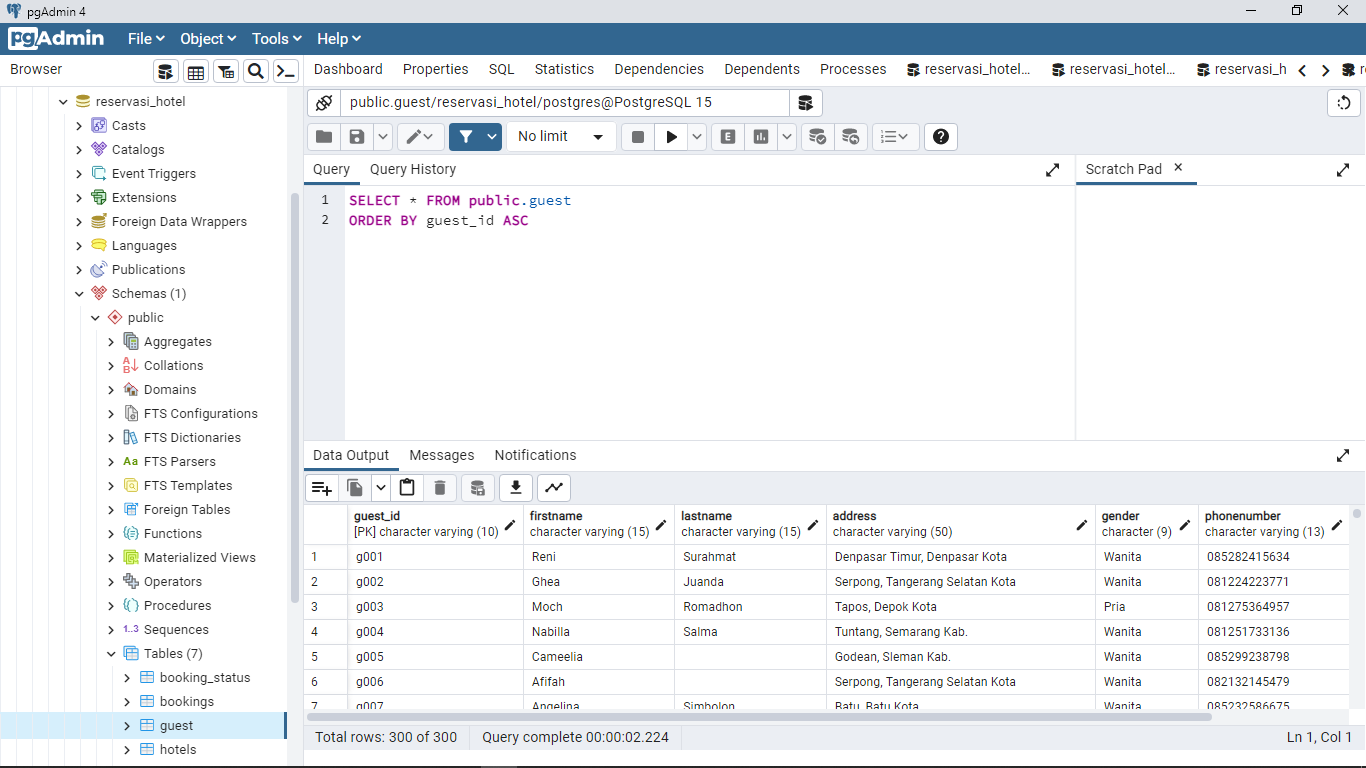 pgAdmin 4
pgAdmin File Object Tools Help
Browser
Dashboard Properties SQL Statistics Dependencies Dependents Processes reservasi_hotel... reservasi_hotel... reservasi_h
reservasi_hotel
Casts
Catalogs
Event Triggers
Extensions
Foreign Data Wrappers
Languages
Publications
Schemas (1)
public
Aggregates
Collations
Domains
FTS Configurations
FTS Dictionaries
Aa FTS Parsers
FTS Templates
Foreign Tables
Functions
Materialized Views
Operators
Procedures
1..3 Sequences
Tables (7)
booking_status
bookings
guest
hotels
public.guest/reservasi_hotel/postgres@PostgreSQL 15
No limit
E
Query Query History
Scratch Pad
1 SELECT * FROM public.guest
2 ORDER BY guest_id ASC
Data Output Messages Notifications
guest_id firstname lastname address gender phonenumber
[PK] character varying (10) character varying (15) character varying (15) character varying (50) character (9) character varying (13)
1 g001 Reni Surahmat Denpasar Timur, Denpasar Kota Wanita 085282415634
2 g002 Ghea Juanda Serpong, Tangerang Selatan Kota Wanita 081224223771
3 g003 Moch Romadhon Tapos, Depok Kota Pria 081275364957
4 g004 Nabilla Salma Tuntang, Semarang Kab. Wanita 081251733136
5 g005 Cameelia Godean, Sleman Kab. Wanita 085299238798
6 g006 Afifah Serpong, Tangerang Selatan Kota Wanita 082132145479
7 g007 Angelina Simbolon Batu, Batu Kota Wanita 085232586675
Total rows: 300 of 300 Query complete 00:00:02.224
Ln 1, Col 1